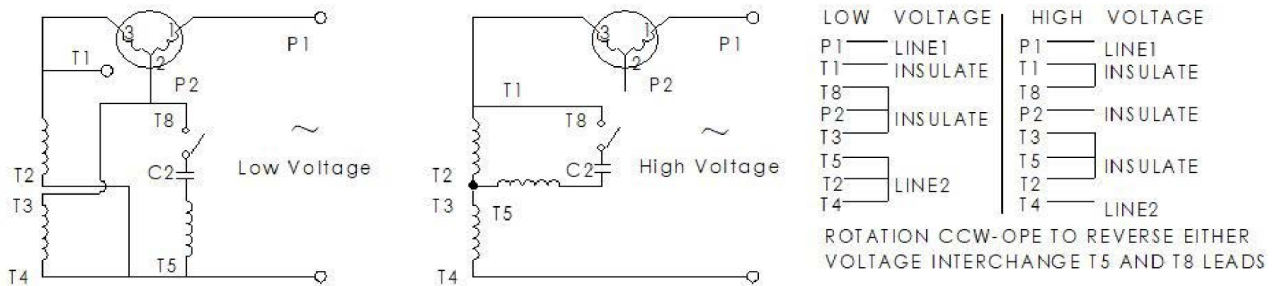 3 1
2
P1
T1
P2
T8
C2
~
Low Voltage
T2
T3
T5
T4
3 1
2
P1
P2
T1
T8
C2
~
High Voltage
T2
T3
T5
T4
LOW VOLTAGE
P1 LINE1
T1 INSULATE
T8
P2 INSULATE
T3
T5
T2 LINE2
T4
HIGH VOLTAGE
P1 LINE1
T1 INSULATE
T8
P2 INSULATE
T3
T5 INSULATE
T2
T4 LINE2
ROTATION CCW-OPE TO REVERSE EITHER
VOLTAGE INTERCHANGE T5 AND T8 LEADS